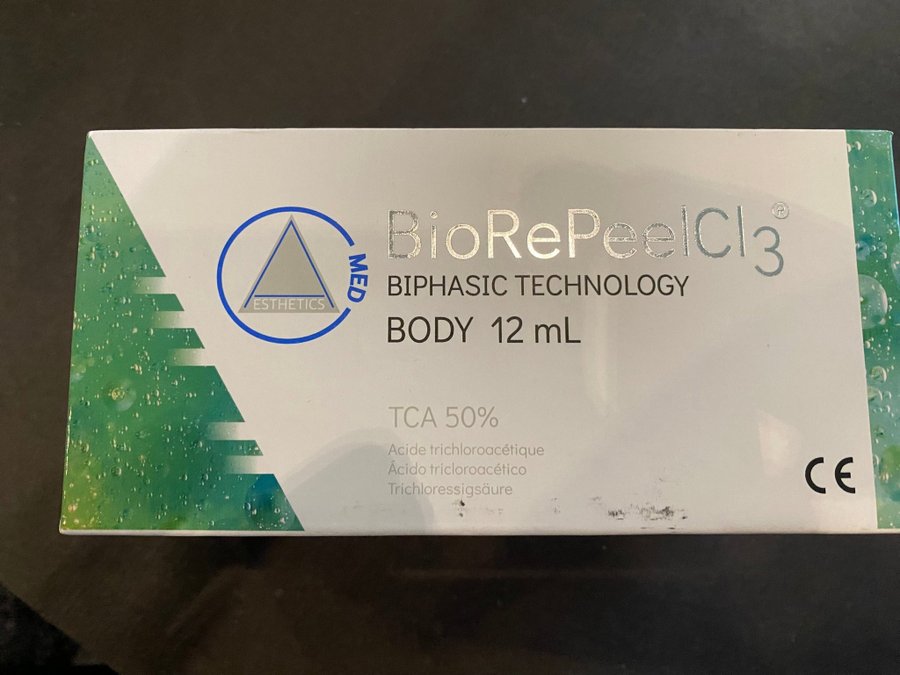 MED
ESTHETICS
BioRePeelCl3®
BIPHASIC TECHNOLOGY
BODY 12 mL
TCA 50%
Acide trichloroacétique
Ácido tricloroacético
Trichloressigsäure
CE